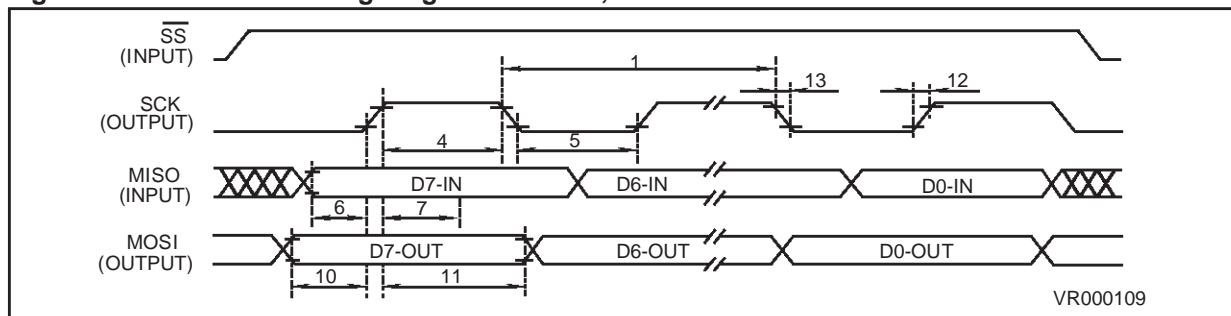 SS
(INPUT)
1
13
12
SCK
(OUTPUT)
4
5
MISO
(INPUT)
D7-IN
D6-IN
D0-IN
6
7
MOSI
(OUTPUT)
D7-OUT
D6-OUT
D0-OUT
10
11
VR000109